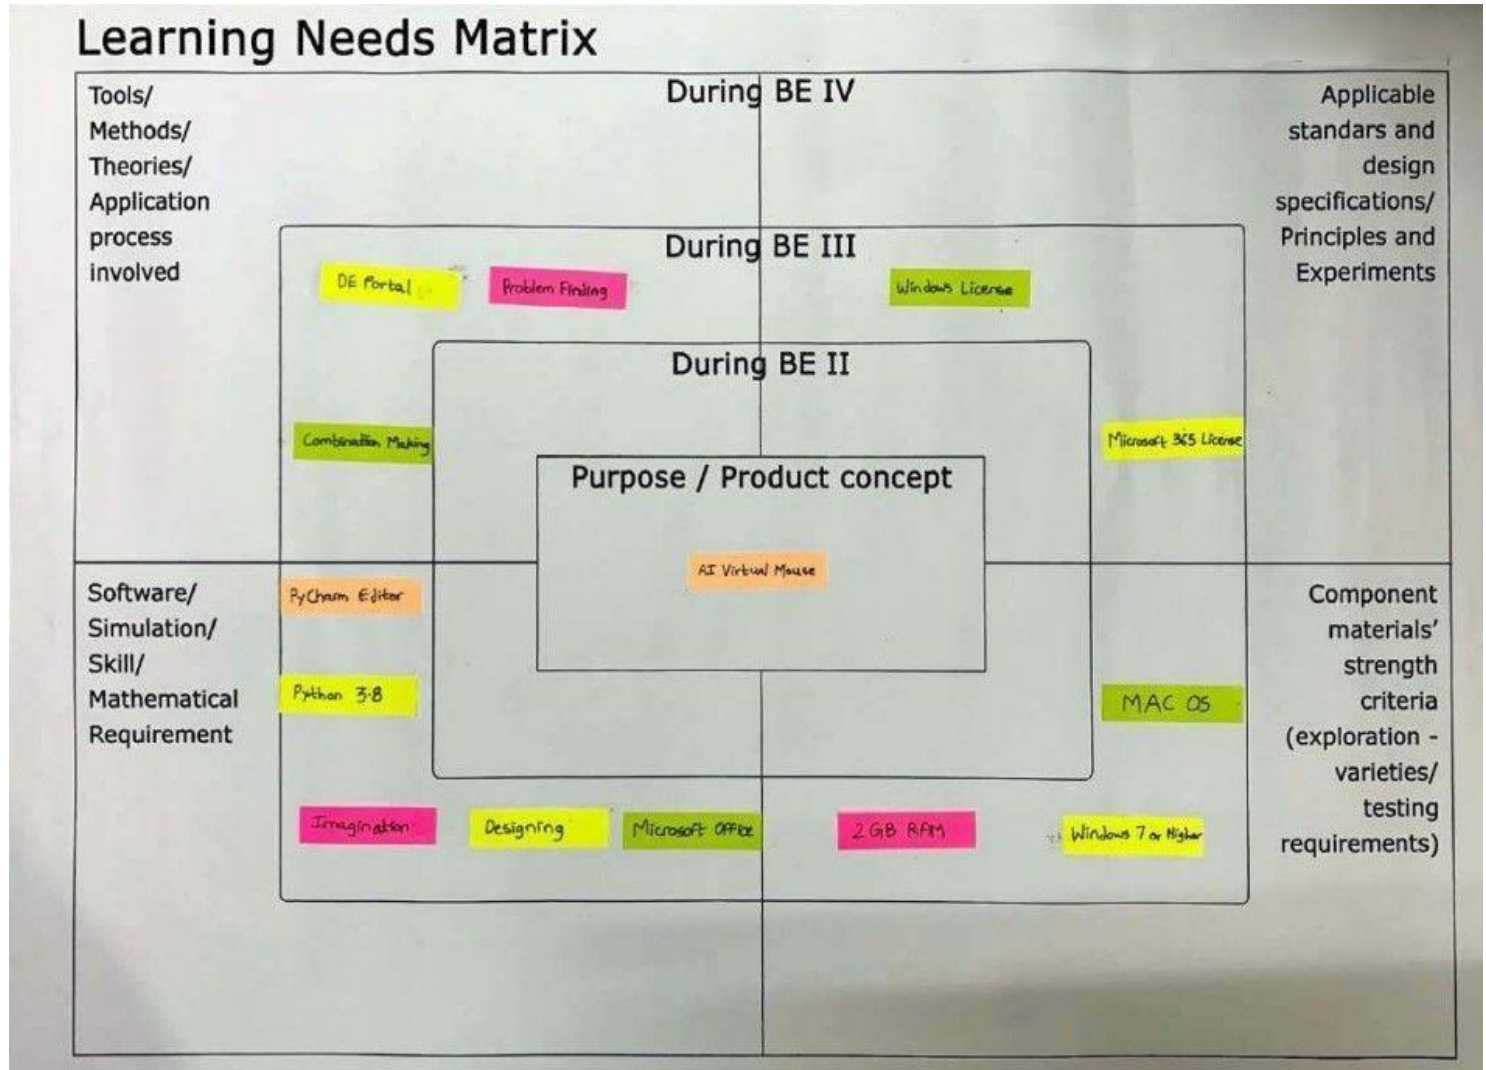 Learning Needs Matrix
During BE IV
Tools/
Methods/
Theories/
Application
process
involved
Applicable
standars and
design
specifications/
Principles and
Experiments
During BE III
DE Portal
Problem Finding
Windows License
During BE II
Combination Making
Microsoft 365 License
Purpose / Product concept
AI Virtual Mouse
Software/
Simulation/
Skill/
Mathematical
Requirement
PyCharm Editor
Python 3.8
Component
materials’
strength
criteria
(exploration -
varieties/
testing
requirements)
MAC OS
Imagination
Designing
Microsoft Office
2 GB RAM
Windows 7 or Higher